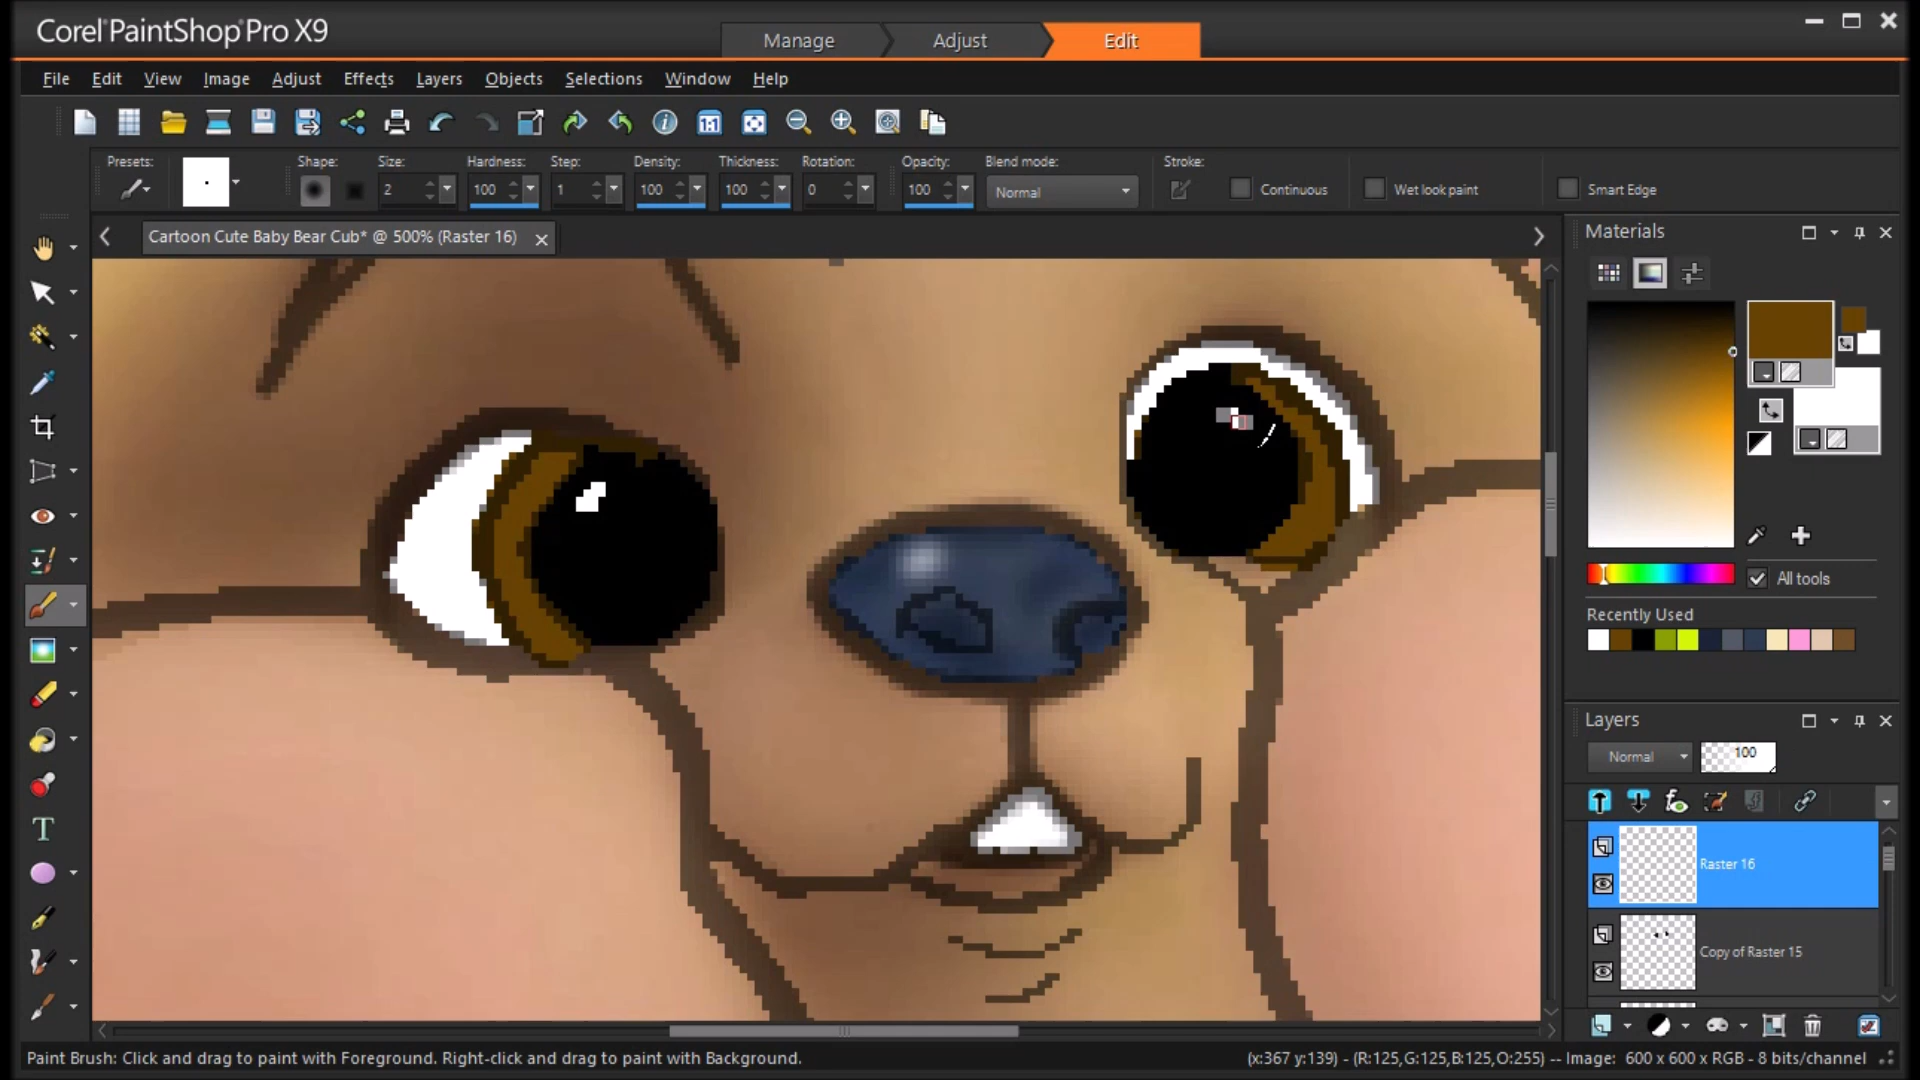 Corel PaintShop Pro X9
Manage Adjust Edit
File Edit View Image Adjust Effects Layers Objects Selections Window Help
1:1
Presets: Shape: Size: Hardness: Step: Density: Thickness: Rotation: Opacity: Blend mode: Stroke:
2 100 1 100 100 0 100 Normal Continuous Wet look paint Smart Edge
Cartoon Cute Baby Bear Cub* @ 500% (Raster 16)
Materials
All tools
Recently Used
Layers
Normal 100
Raster 16
Copy of Raster 15
T
Paint Brush: Click and drag to paint with Foreground. Right-click and drag to paint with Background.
(x:367 y:139) - (R:125,G:125,B:125,O:255) -- Image: 600 x 600 x RGB - 8 bits/channel